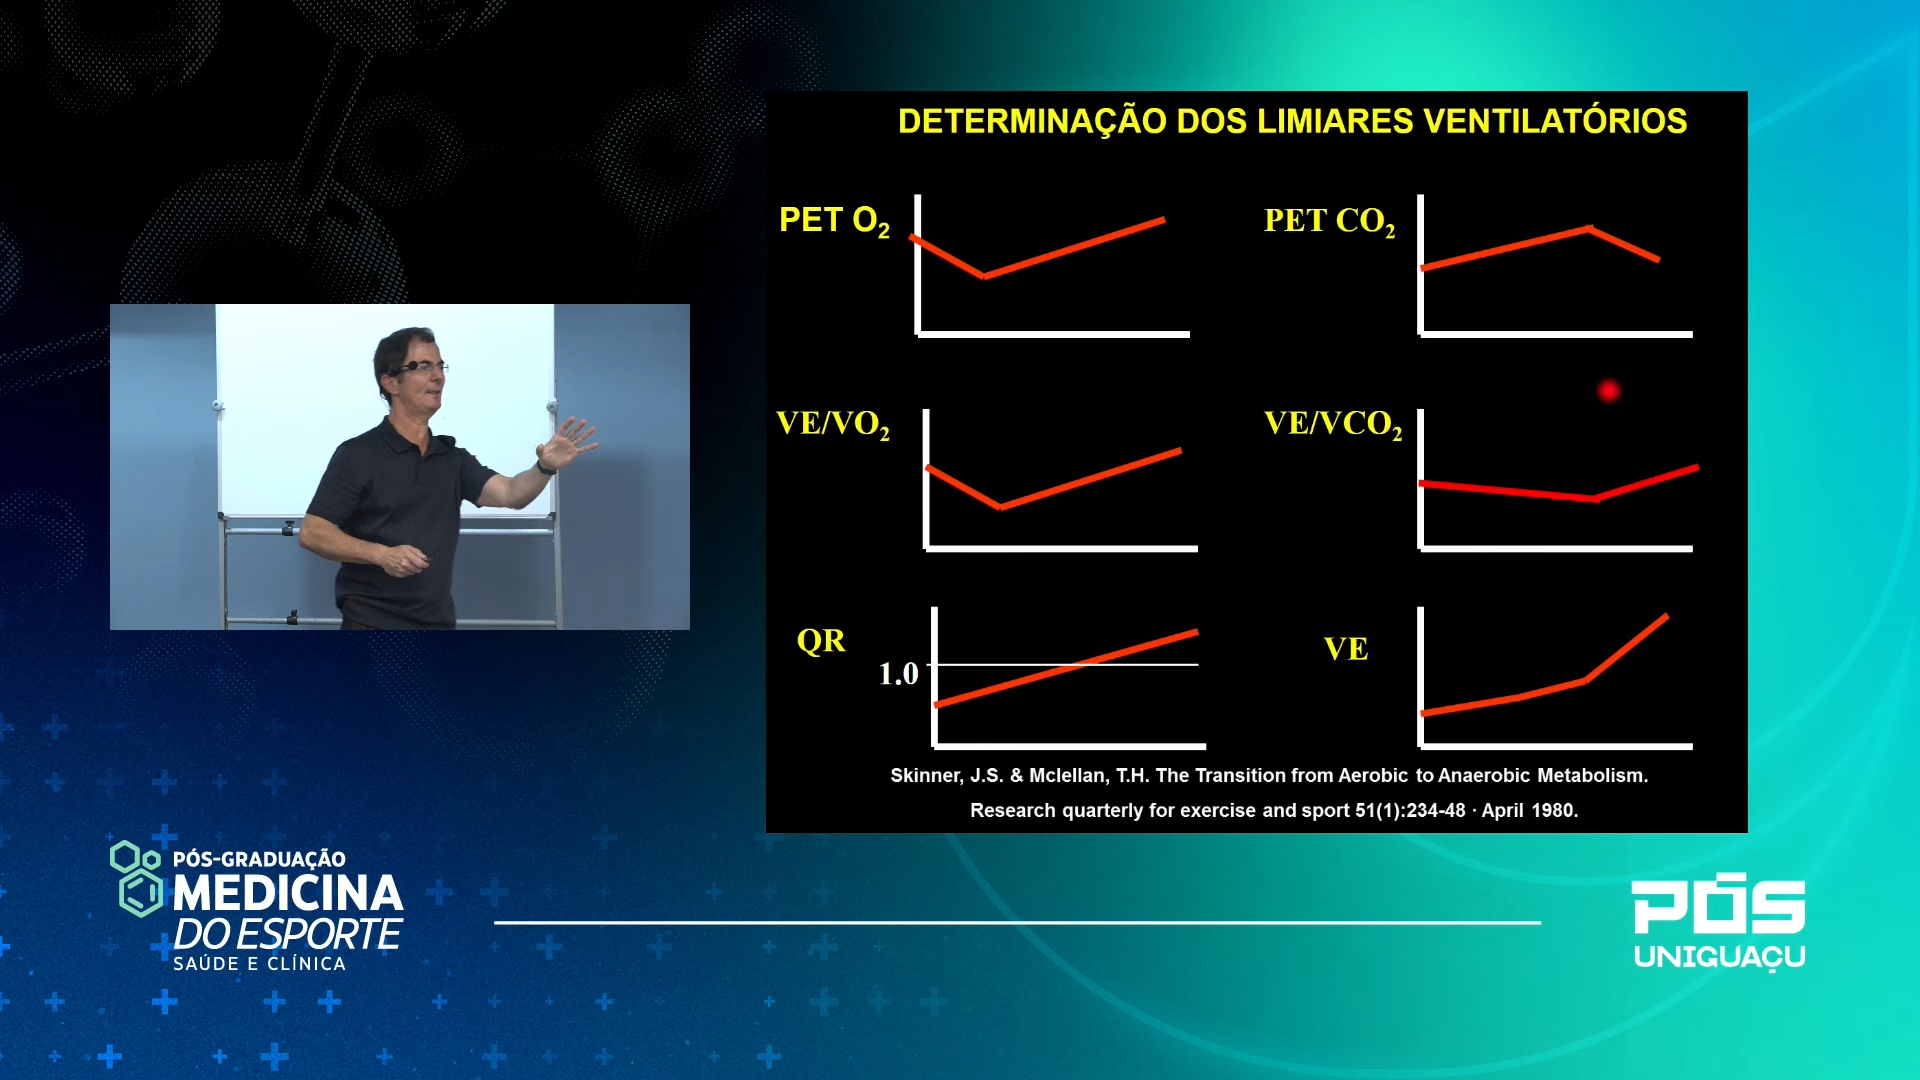 DETERMINAÇÃO DOS LIMIARES VENTILATÓRIOS
PET O₂
PET CO₂
VE/VO₂
VE/VCO₂
QR
1.0
VE
Skinner, J.S. & Mclellan, T.H. The Transition from Aerobic to Anaerobic Metabolism.
Research quarterly for exercise and sport 51(1):234-48 · April 1980.
PÓS-GRADUAÇÃO
MEDICINA
DO ESPORTE
SAÚDE E CLÍNICA
PÓS
UNIGUAÇU